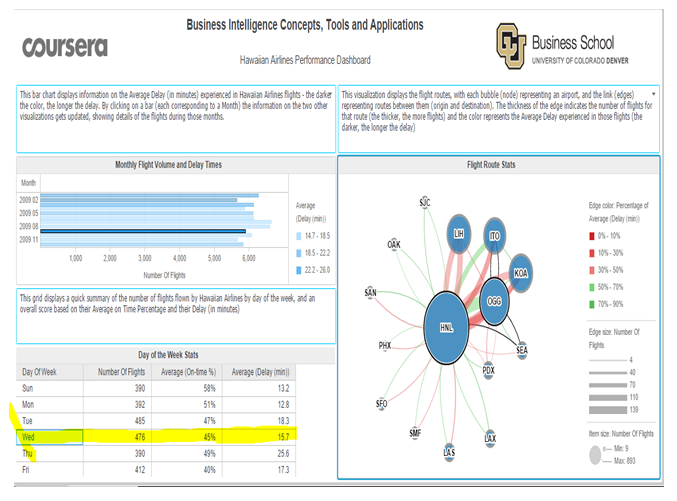 Business Intelligence Concepts, Tools and Applications
coursera
Business School
UNIVERSITY OF COLORADO DENVER
Hawaiian Airlines Performance Dashboard
This bar chart displays information on the Average Delay (in minutes) experienced in Hawaiian Airlines flights - the darker
the color, the longer the delay. By clicking on a bar (each corresponding to a Month) the information on the two other
visualizations gets updated, showing details of the flights during those months.
This visualization displays the flight routes, with each bubble (node) representing an airport, and the link (edges)
representing routes between them (origin and destination). The thickness of the edge indicates the number of flights for
that route (the thicker, the more flights) and the color represents the Average Delay experienced in those flights (the
darker, the longer the delay)
Monthly Flight Volume and Delay Times
Month
2009 02
2009 05
2009 08
2009 11
1,000 2,000 3,000 4,000 5,000 6,000
Number Of Flights
Average
(Delay (min))
14.7 - 18.5
18.5 - 22.2
22.2 - 26.0
This grid displays a quick summary of the number of flights flown by Hawaiian Airlines by day of the week, and an
overall score based on their Average on Time Percentage and their Delay (in minutes)
Day of the Week Stats
Day Of Week Number Of Flights Average (On-time %) Average (Delay (min))
Sun 390 58% 13.2
Mon 392 51% 12.8
Tue 485 47% 18.3
Wed 476 45% 15.7
Thu 390 49% 25.6
Fri 412 40% 17.3
Flight Route Stats
SJC
LIH
ITO
OAK
KOA
SAN
OGG
HNL
PHX
SEA
PDX
SFO
SMF
LAX
LAS
Edge color: Percentage of
Average (Delay (min))
0% - 10%
10% - 30%
30% - 50%
50% - 70%
70% - 90%
Edge size: Number Of
Flights
4
40
70
110
139
Item size: Number Of Flights
Min: 9
Max: 893